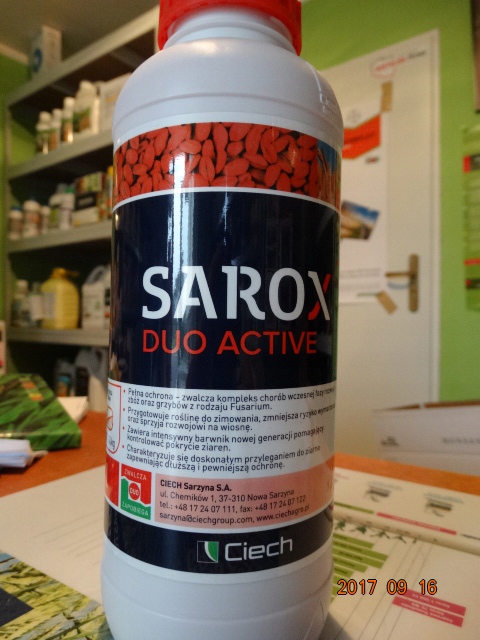 SAROX
DUO ACTIVE
• Pełna ochrona – zwalcza kompleks chorób wczesnej fazy
zbóż oraz grzybów z rodzaju Fusarium.
• Przygotowuje roślinę do zimowania, zmniejsza ryzyko
oraz sprzyja rozwojowi na wiosnę.
• Zawiera intensywny barwnik nowej generacji pomagający
kontrolować pokrycie ziaren.
• Charakteryzuje się doskonałym przyleganiem do ziarna
zapewniając dłuższą i pewniejszą ochronę.
ZWALCZA
DUO
ZAPOBIEGA
CIECH Sarzyna S.A.
ul. Chemików 1, 37-310 Nowa Sarzyna
tel.: +48 17 24 07 111, fax: +48 17 24 07 122
sarzyna@ciechgroup.com, www.ciechagro.pl
Ciech
2017 09 16